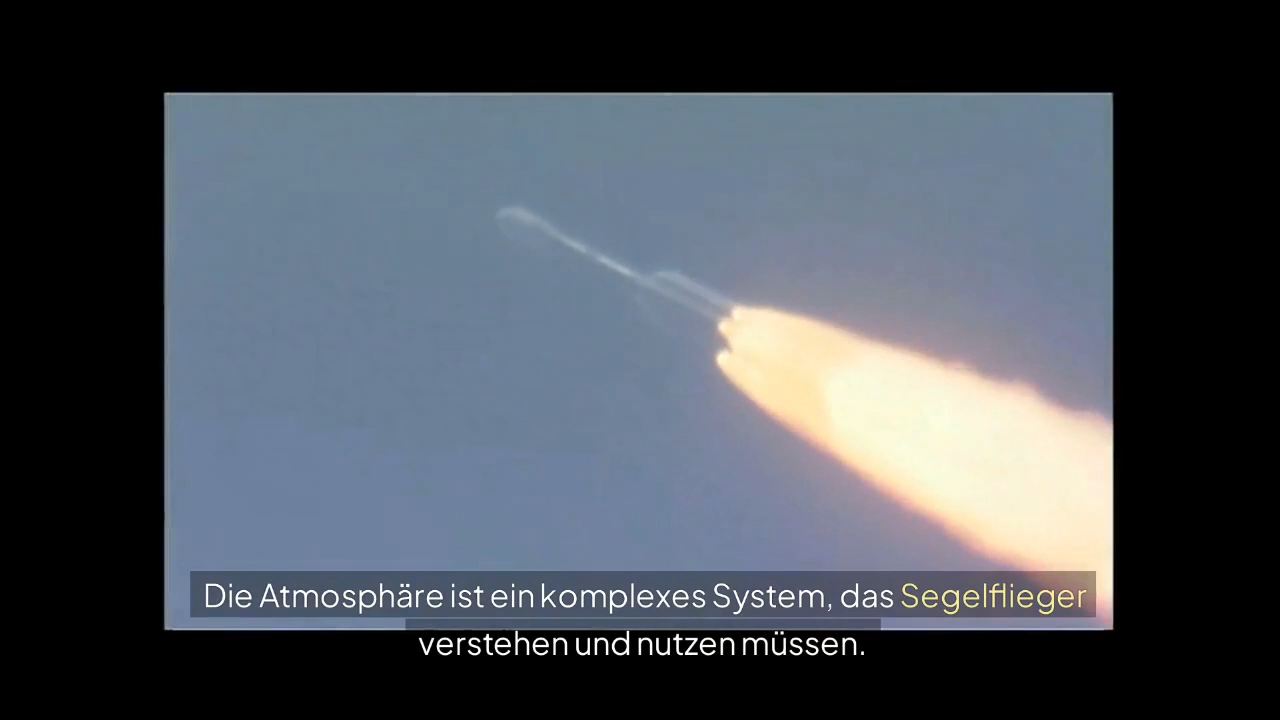 Die Atmosphäre ist ein komplexes System, das Segelflieger
verstehen und nutzen müssen.